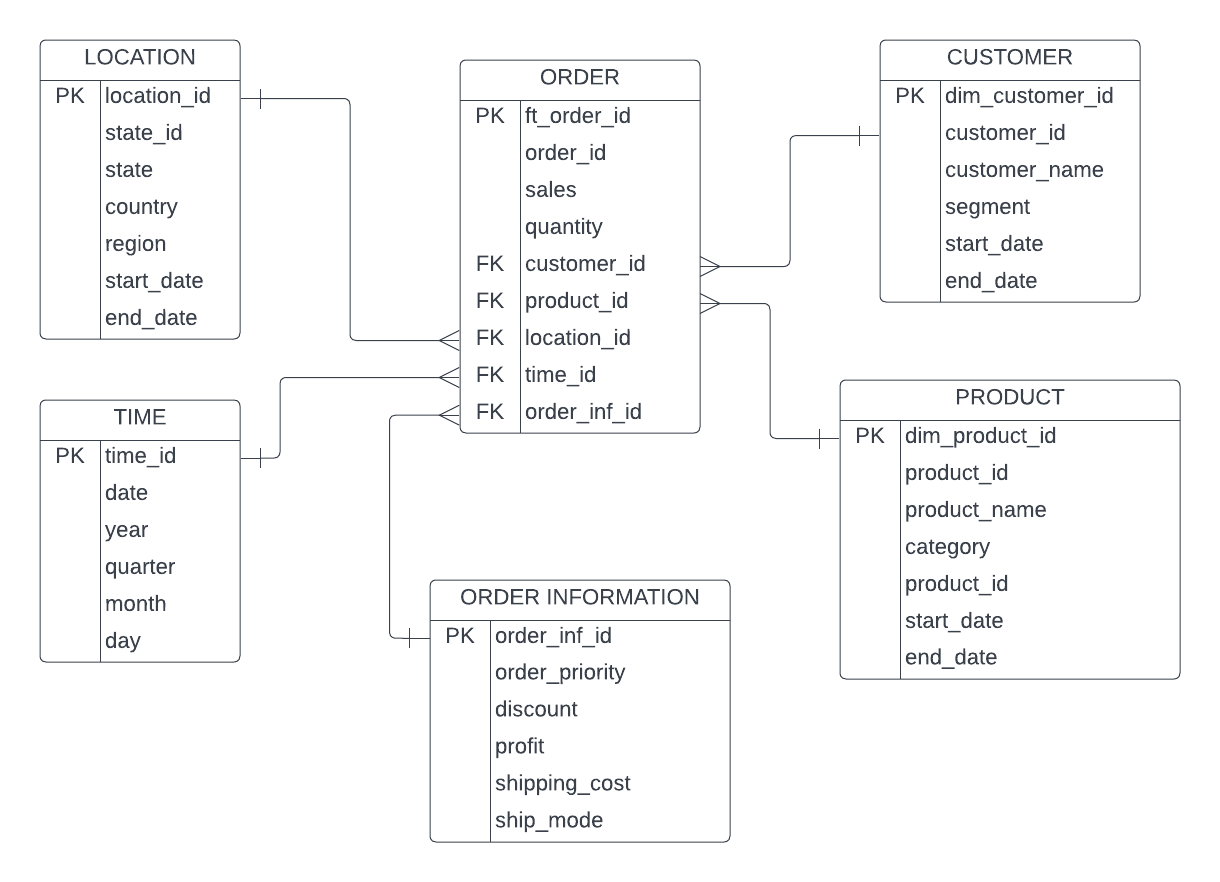 LOCATION
PK location_id
state_id
state
country
region
start_date
end_date
ORDER
PK ft_order_id
order_id
sales
quantity
FK customer_id
FK product_id
FK location_id
FK time_id
FK order_inf_id
CUSTOMER
PK dim_customer_id
customer_id
customer_name
segment
start_date
end_date
TIME
PK time_id
date
year
quarter
month
day
PRODUCT
PK dim_product_id
product_id
product_name
category
product_id
start_date
end_date
ORDER INFORMATION
PK order_inf_id
order_priority
discount
profit
shipping_cost
ship_mode